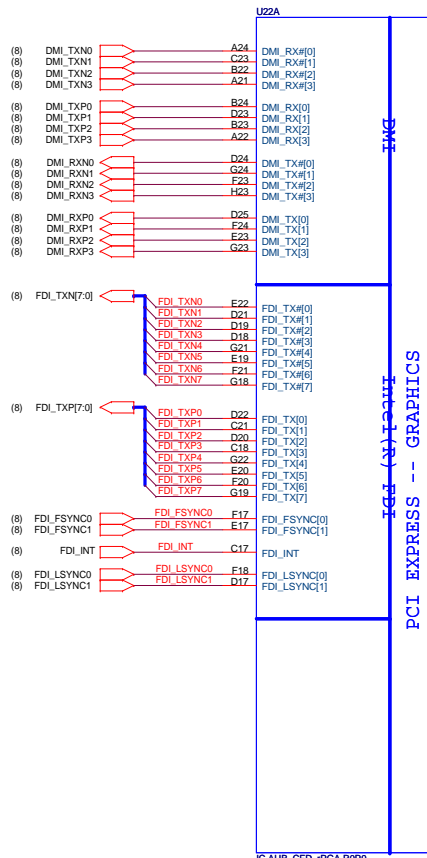 U22A
(8) DMI_TXN0 A24 DMI_RX#[0]
(8) DMI_TXN1 C23 DMI_RX#[1]
(8) DMI_TXN2 B22 DMI_RX#[2]
(8) DMI_TXN3 A21 DMI_RX#[3]
(8) DMI_TXP0 B24 DMI_RX[0]
(8) DMI_TXP1 D23 DMI_RX[1]
(8) DMI_TXP2 B23 DMI_RX[2]
(8) DMI_TXP3 A22 DMI_RX[3]
(8) DMI_RXN0 D24 DMI_TX#[0]
(8) DMI_RXN1 G24 DMI_TX#[1]
(8) DMI_RXN2 F23 DMI_TX#[2]
(8) DMI_RXN3 H23 DMI_TX#[3]
(8) DMI_RXP0 D25 DMI_TX[0]
(8) DMI_RXP1 F24 DMI_TX[1]
(8) DMI_RXP2 E23 DMI_TX[2]
(8) DMI_RXP3 G23 DMI_TX[3]
DMI
(8) FDI_TXN[7:0]
FDI_TXN0 E22 FDI_TX#[0]
FDI_TXN1 D21 FDI_TX#[1]
FDI_TXN2 D19 FDI_TX#[2]
FDI_TXN3 D18 FDI_TX#[3]
FDI_TXN4 G21 FDI_TX#[4]
FDI_TXN5 E19 FDI_TX#[5]
FDI_TXN6 F21 FDI_TX#[6]
FDI_TXN7 G18 FDI_TX#[7]
(8) FDI_TXP[7:0]
FDI_TXP0 D22 FDI_TX[0]
FDI_TXP1 C21 FDI_TX[1]
FDI_TXP2 D20 FDI_TX[2]
FDI_TXP3 C18 FDI_TX[3]
FDI_TXP4 G22 FDI_TX[4]
FDI_TXP5 E20 FDI_TX[5]
FDI_TXP6 F20 FDI_TX[6]
FDI_TXP7 G19 FDI_TX[7]
(8) FDI_FSYNC0 FDI_FSYNC0 F17 FDI_FSYNC[0]
(8) FDI_FSYNC1 FDI_FSYNC1 E17 FDI_FSYNC[1]
(8) FDI_INT FDI_INT C17 FDI_INT
(8) FDI_LSYNC0 FDI_LSYNC0 F18 FDI_LSYNC[0]
(8) FDI_LSYNC1 FDI_LSYNC1 D17 FDI_LSYNC[1]
Intel(R) FDI
PCI EXPRESS -- GRAPHICS